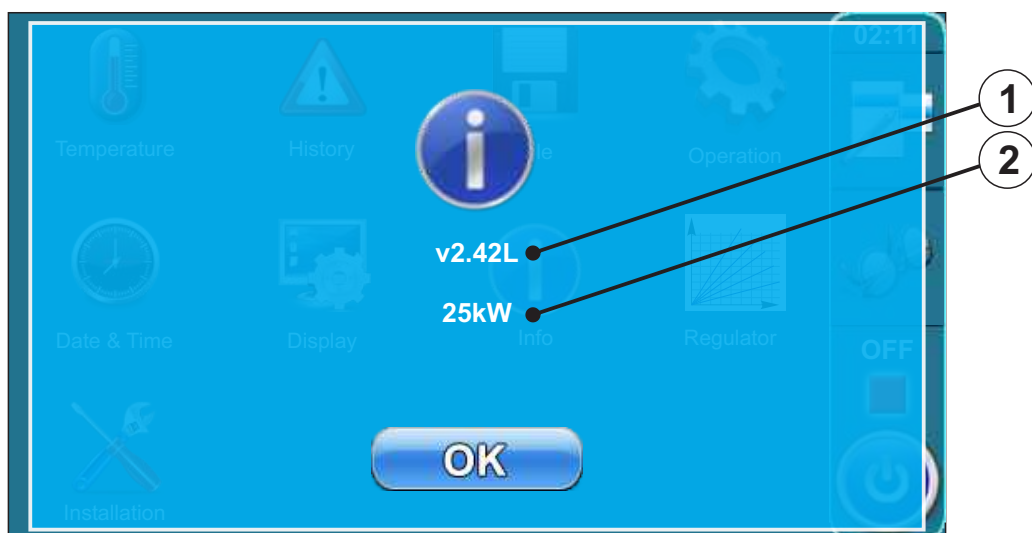 02:11
Temperature
History
Operation
v2.42L
25kW
Date & Time
Display
Info
Regulator
OFF
OK
Installation
1
2